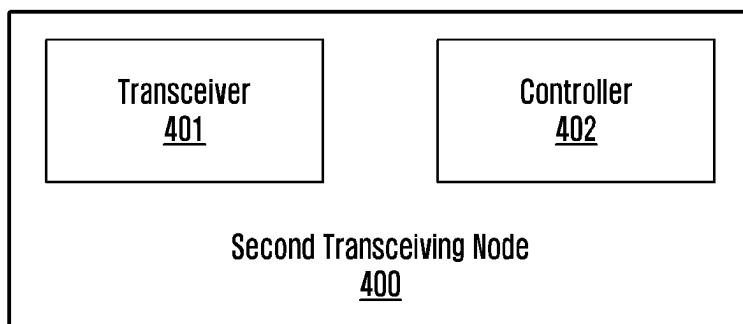 Transceiver
401
Controller
402
Second Transceiving Node
400